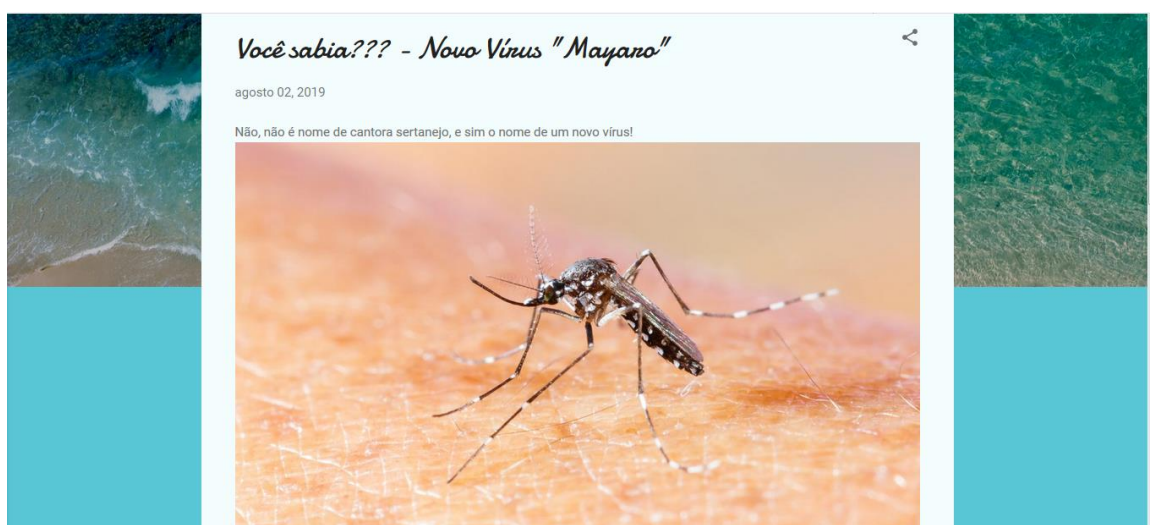 Você sabia??? - Novo Vírus "Mayaro"
agosto 02, 2019
Não, não é nome de cantora sertanejo, e sim o nome de um novo vírus!